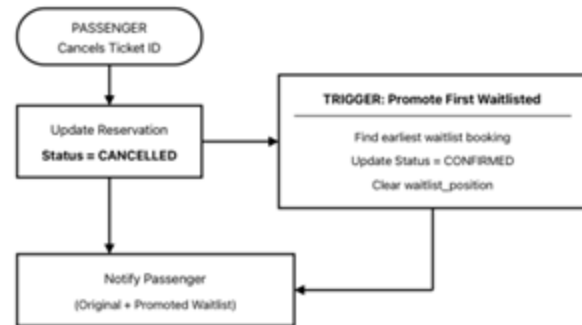 PASSENGER
Cancels Ticket ID
Update Reservation
Status = CANCELLED
TRIGGER: Promote First Waitlisted
Find earliest waitlist booking
Update Status = CONFIRMED
Clear waitlist_position
Notify Passenger
(Original + Promoted Waitlist)